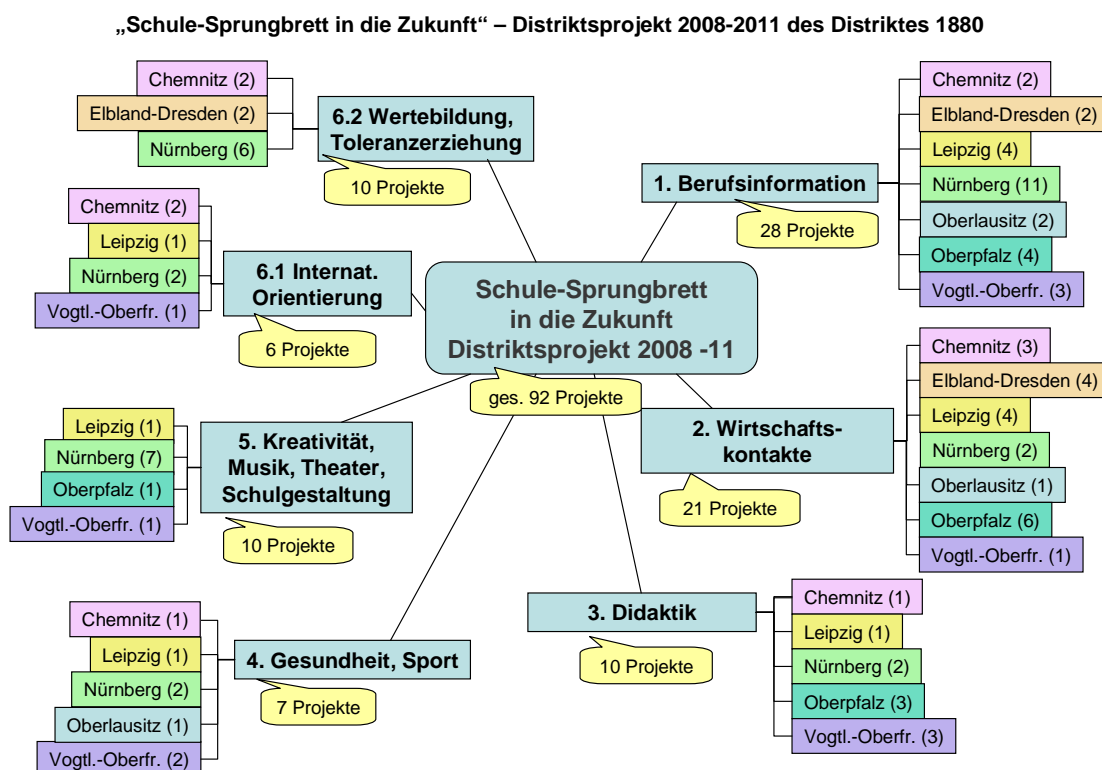 „Schule-Sprungbrett in die Zukunft“ – Distriktsprojekt 2008-2011 des Distriktes 1880
Chemnitz (2)
Elbland-Dresden (2)
Nürnberg (6)
6.2 Wertebildung,
Toleranzerziehung
10 Projekte
Chemnitz (2)
Leipzig (1)
Nürnberg (2)
Vogtl.-Oberfr. (1)
6.1 Internat.
Orientierung
6 Projekte
Leipzig (1)
Nürnberg (7)
Oberpfalz (1)
Vogtl.-Oberfr. (1)
5. Kreativität,
Musik, Theater,
Schulgestaltung
10 Projekte
Chemnitz (1)
Leipzig (1)
Nürnberg (2)
Oberlausitz (1)
Vogtl.-Oberfr. (2)
4. Gesundheit, Sport
7 Projekte
Schule-Sprungbrett
in die Zukunft
Distriktsprojekt 2008 -11
ges. 92 Projekte
1. Berufsinformation
28 Projekte
Chemnitz (2)
Elbland-Dresden (2)
Leipzig (4)
Nürnberg (11)
Oberlausitz (2)
Oberpfalz (4)
Vogtl.-Oberfr. (3)
2. Wirtschafts-
kontakte
21 Projekte
Chemnitz (3)
Elbland-Dresden (4)
Leipzig (4)
Nürnberg (2)
Oberlausitz (1)
Oberpfalz (6)
Vogtl.-Oberfr. (1)
3. Didaktik
10 Projekte
Chemnitz (1)
Leipzig (1)
Nürnberg (2)
Oberpfalz (3)
Vogtl.-Oberfr. (3)